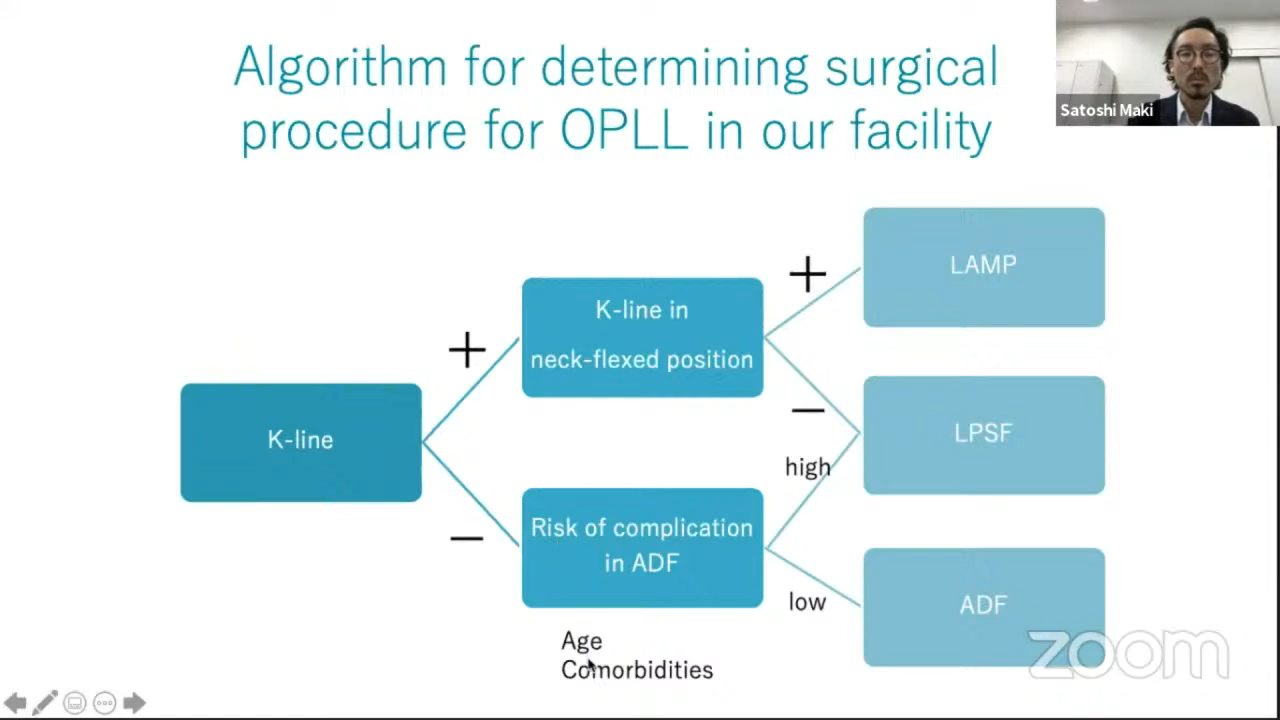 Algorithm for determining surgical
procedure for OPLL in our facility
Satoshi Maki
K-line
+
−
K-line in
neck-flexed position
Risk of complication
in ADF
Age
Comorbidities
+
−
high
low
LAMP
LPSF
ADF
zoom